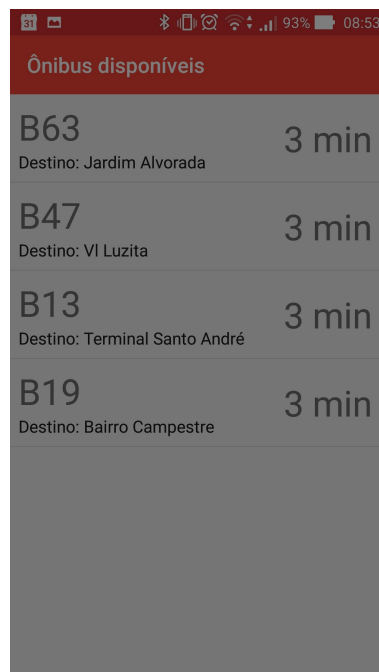 31 93% 08:53
Ônibus disponíveis
B63 3 min
Destino: Jardim Alvorada
B47 3 min
Destino: Vl Luzita
B13 3 min
Destino: Terminal Santo André
B19 3 min
Destino: Bairro Campestre